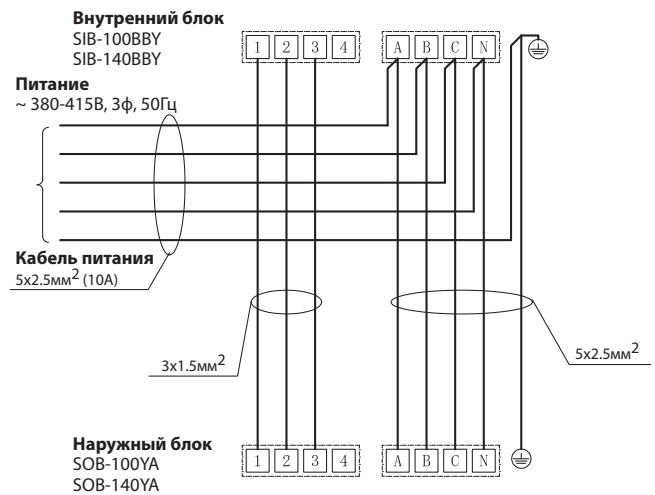 Внутренний блок
SIB-100BBY
SIB-140BBY
1 2 3 4 A B C N
Питание
~ 380-415В, 3ф, 50Гц
Кабель питания
5x2.5мм² (10А)
3x1.5мм²
5x2.5мм²
Наружный блок
SOB-100YA
SOB-140YA
1 2 3 4 A B C N